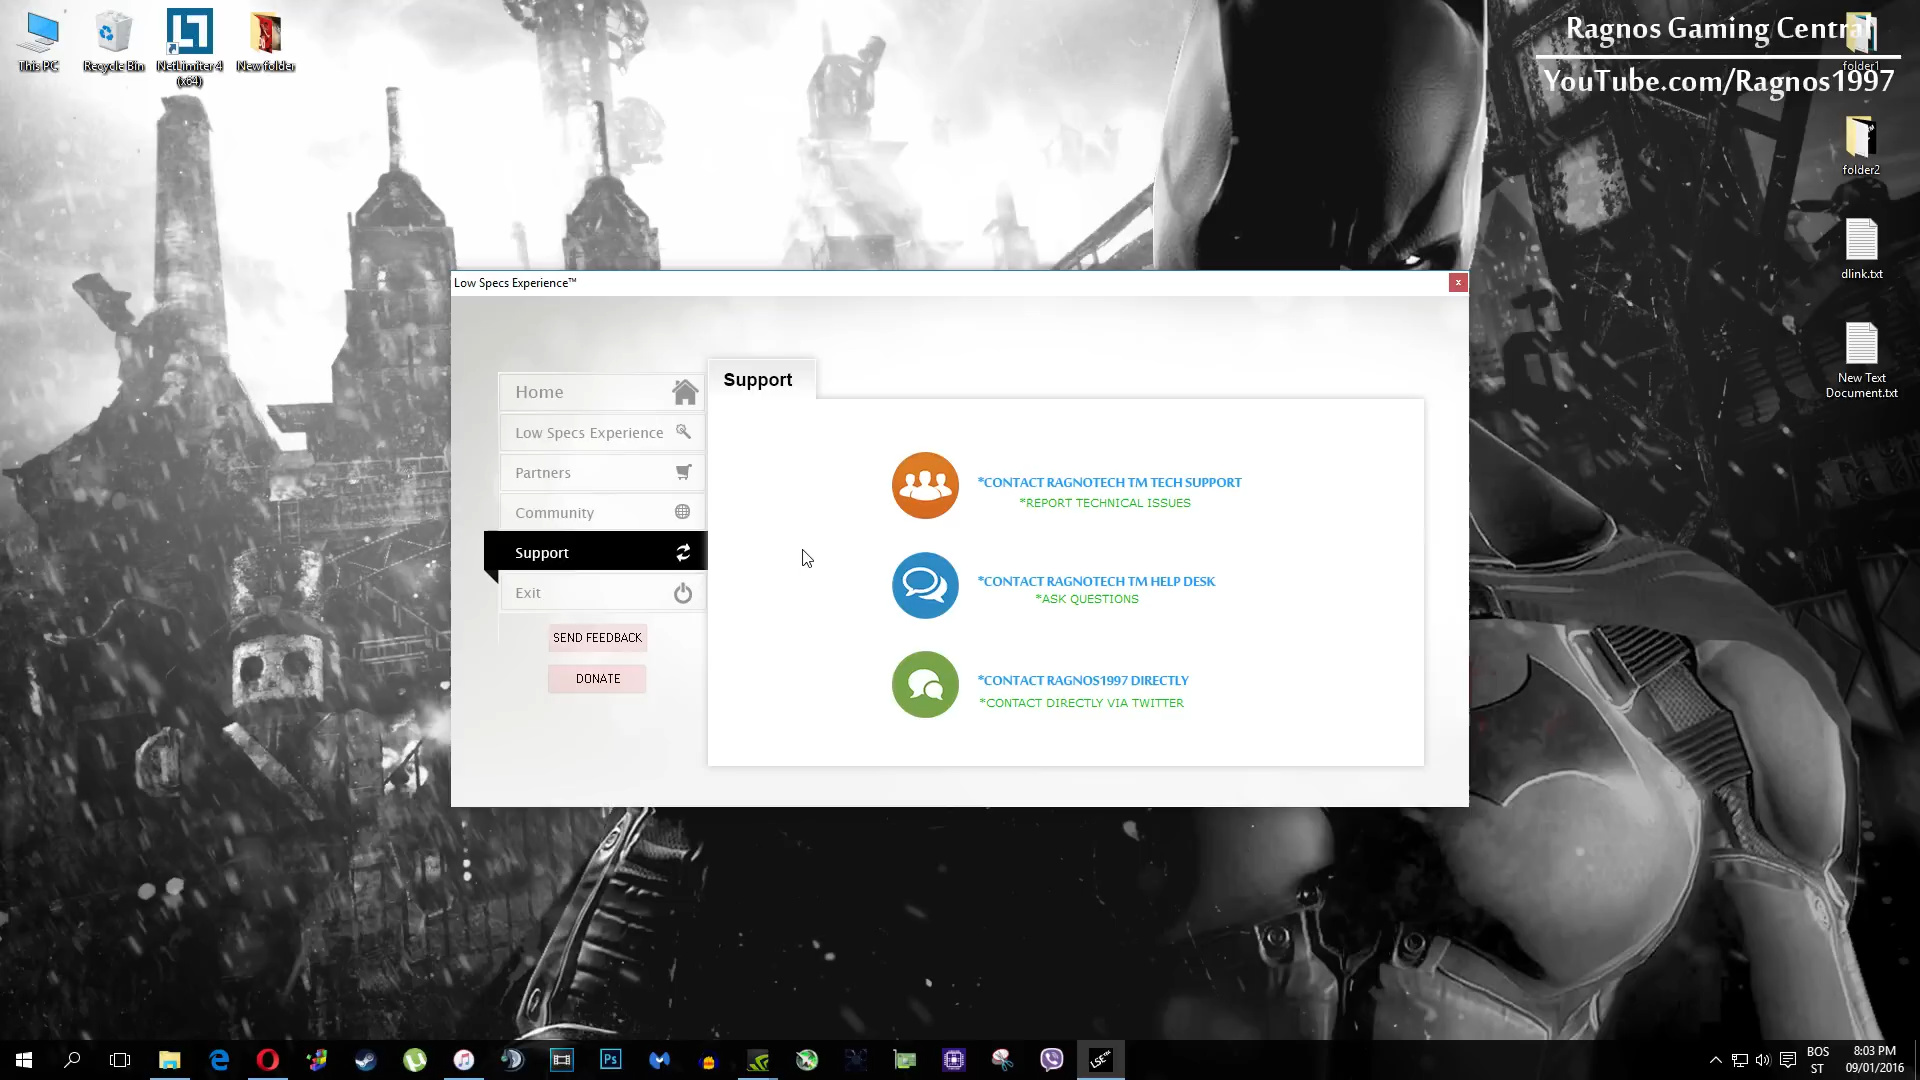 This PC
Recycle Bin
NetLimiter 4
(x64)
New folder
Ragnos Gaming Central
YouTube.com/Ragnos1997
folder1
folder2
dlink.txt
New Text
Document.txt
Low Specs Experience™
x
Home
Low Specs Experience
Partners
Community
Support
Exit
SEND FEEDBACK
DONATE
Support
*CONTACT RAGNOTECH TM TECH SUPPORT
*REPORT TECHNICAL ISSUES
*CONTACT RAGNOTECH TM HELP DESK
*ASK QUESTIONS
*CONTACT RAGNOS1997 DIRECTLY
*CONTACT DIRECTLY VIA TWITTER
Ps
LSE™
BOS
ST
8:03 PM
09/01/2016